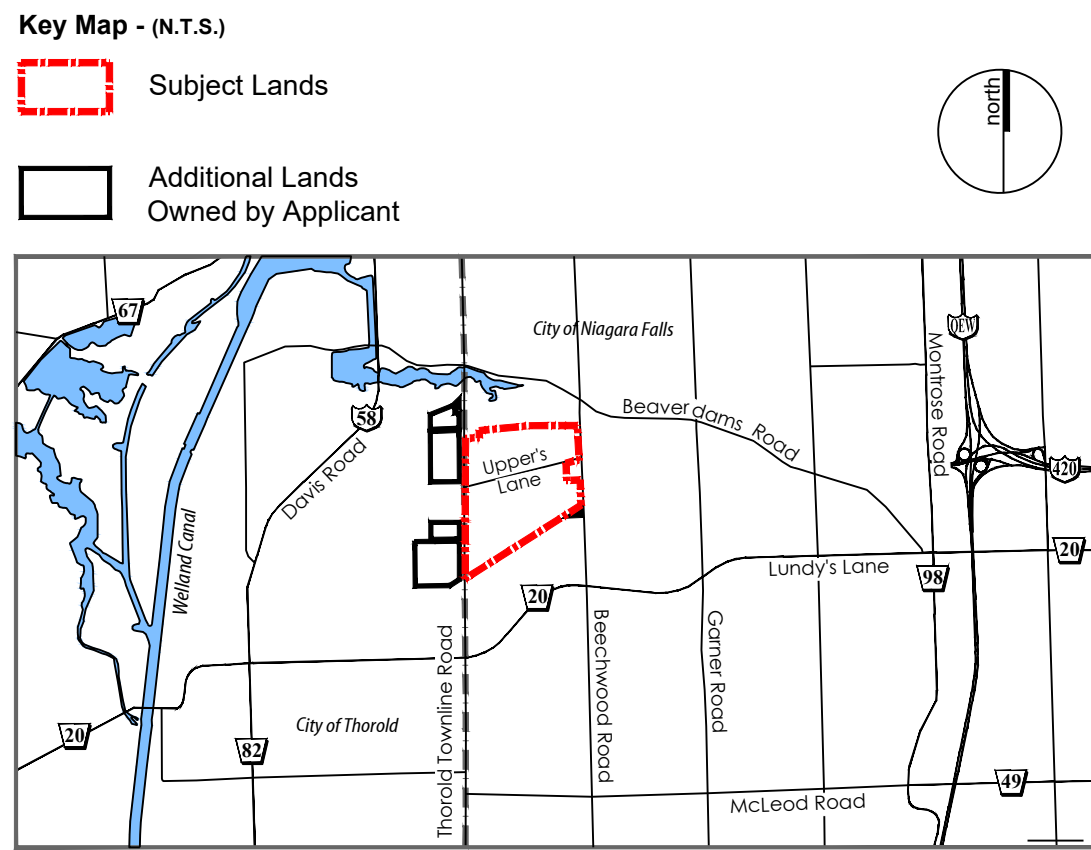 Key Map - (N.T.S.)
Subject Lands
north
Additional Lands
Owned by Applicant
67
City of Niagara Falls
QEW
Montrose Road
58
Beaverdams Road
Davis Road
Upper's
Lane
420
Welland Canal
20
Lundy's Lane
98
20
Thorold Townline Road
Beechwood Road
Garner Road
City of Thorold
20
82
49
McLeod Road